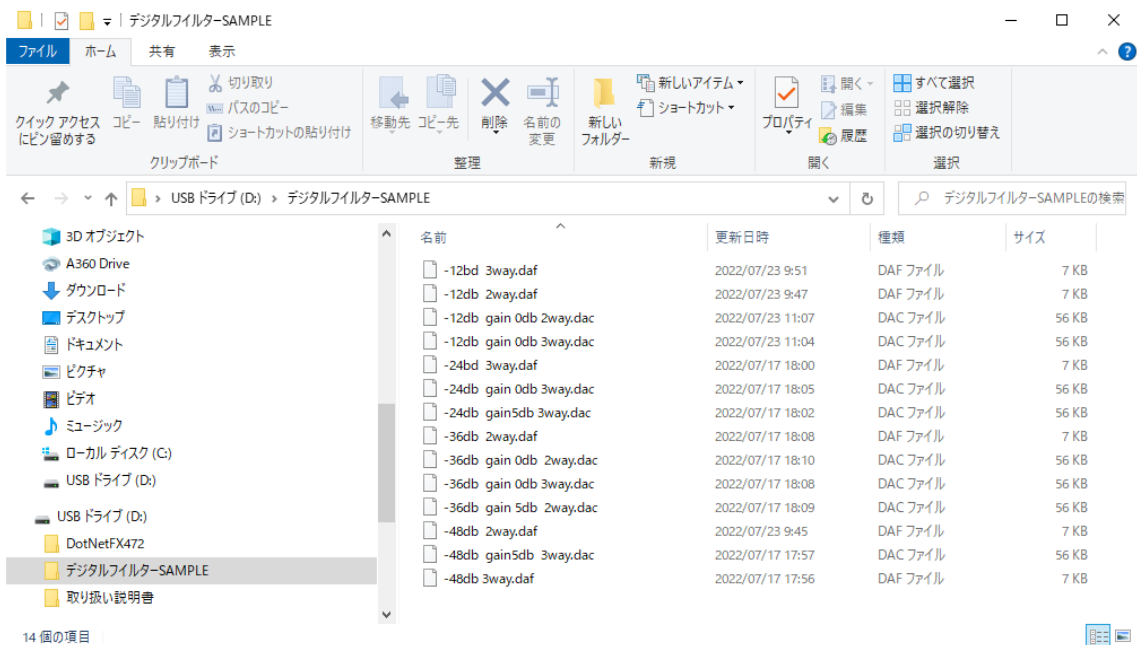 デジタルフイルターSAMPLE
ファイル ホーム 共有 表示
クイック アクセス
にピン留めする
コピー
貼り付け
切り取り
パスのコピー
ショートカットの貼り付け
移動先
コピー先
削除
名前の
変更
新しい
フォルダー
新しいアイテム
ショートカット
プロパティ
開く
編集
履歴
すべて選択
選択解除
選択の切り替え
クリップボード 整理 新規 開く 選択
USB ドライブ (D:) デジタルフイルターSAMPLE
デジタルフイルターSAMPLEの検索
3D オブジェクト
A360 Drive
ダウンロード
デスクトップ
ドキュメント
ピクチャ
ビデオ
ミュージック
ローカル ディスク (C:)
USB ドライブ (D:)
USB ドライブ (D:)
DotNetFX472
デジタルフイルターSAMPLE
取り扱い説明書
名前 更新日時 種類 サイズ
-12bd 3way.daf 2022/07/23 9:51 DAF ファイル 7 KB
-12db 2way.daf 2022/07/23 9:47 DAF ファイル 7 KB
-12db gain 0db 2way.dac 2022/07/23 11:07 DAC ファイル 56 KB
-12db gain 0db 3way.dac 2022/07/23 11:04 DAC ファイル 56 KB
-24bd 3way.daf 2022/07/17 18:00 DAF ファイル 7 KB
-24db gain 0db 3way.dac 2022/07/17 18:05 DAC ファイル 56 KB
-24db gain5db 3way.dac 2022/07/17 18:02 DAC ファイル 56 KB
-36db 2way.daf 2022/07/17 18:08 DAF ファイル 7 KB
-36db gain 0db 2way.dac 2022/07/17 18:10 DAC ファイル 56 KB
-36db gain 0db 3way.dac 2022/07/17 18:08 DAC ファイル 56 KB
-36db gain 5db 2way.dac 2022/07/17 18:09 DAC ファイル 56 KB
-48db 2way.daf 2022/07/23 9:45 DAF ファイル 7 KB
-48db gain5db 3way.dac 2022/07/17 17:57 DAC ファイル 56 KB
-48db 3way.daf 2022/07/17 17:56 DAF ファイル 7 KB
14 個の項目